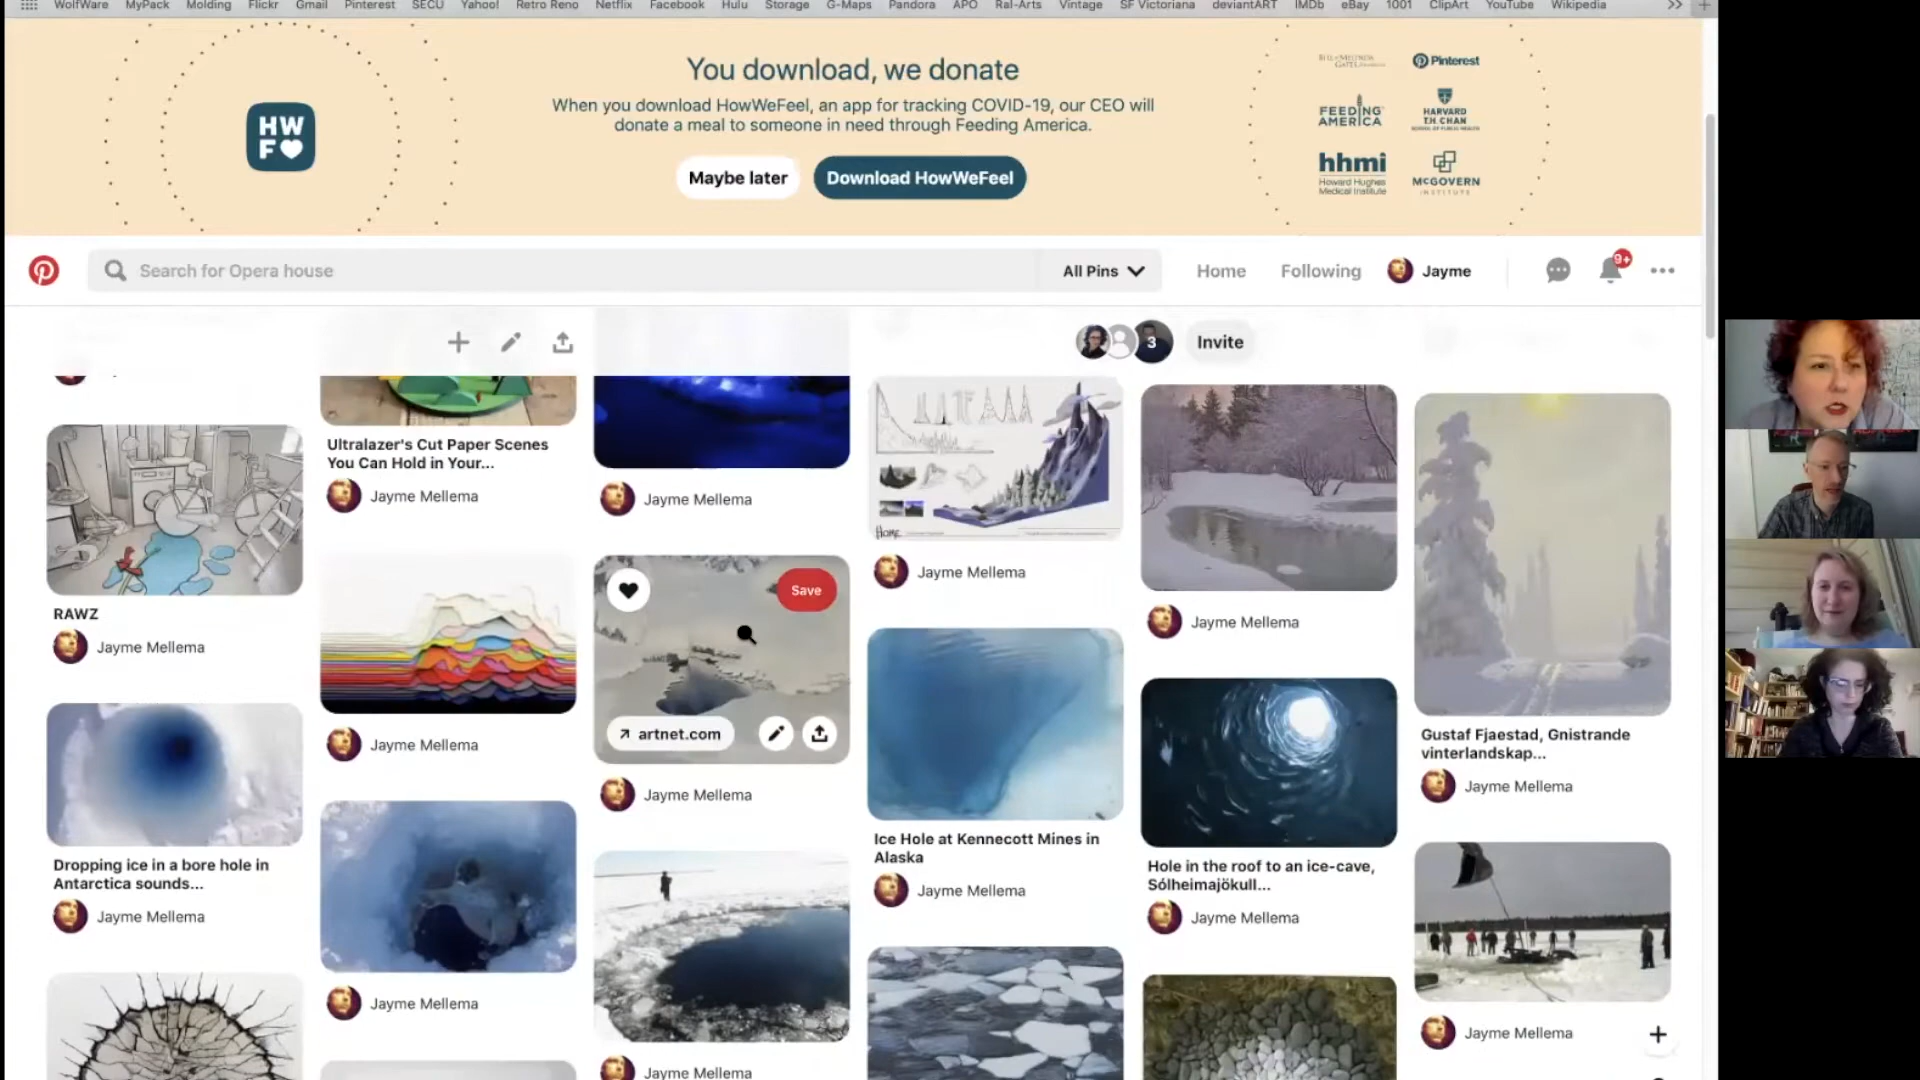 WolfWare MyPack Molding Flickr Gmail Pinterest SECU Yahoo! Retro Reno Netflix Facebook Hulu Storage G-Maps Pandora APO Ral-Arts Vintage SF Victoriana deviantART IMDb eBay 1001 ClipArt YouTube Wikipedia >> +
You download, we donate
When you download HowWeFeel, an app for tracking COVID-19, our CEO will
donate a meal to someone in need through Feeding America.
Maybe later
Download HowWeFeel
HW
F
Pinterest
FEEDING
AMERICA
HARVARD
T.H. CHAN
hhmi
Howard Hughes
Medical Institute
McGOVERN
INSTITUTE
Search for Opera house
All Pins
Home
Following
Jayme
9+
3
Invite
RAWZ
Jayme Mellema
Dropping ice in a bore hole in
Antarctica sounds...
Jayme Mellema
Ultralazer's Cut Paper Scenes
You Can Hold in Your...
Jayme Mellema
Jayme Mellema
Jayme Mellema
Jayme Mellema
Save
artnet.com
Jayme Mellema
Jayme Mellema
HOME
Jayme Mellema
Ice Hole at Kennecott Mines in
Alaska
Jayme Mellema
Jayme Mellema
Hole in the roof to an ice-cave,
Sólheimajökull...
Jayme Mellema
Gustaf Fjaestad, Gnistrande
vinterlandskap...
Jayme Mellema
Jayme Mellema
+